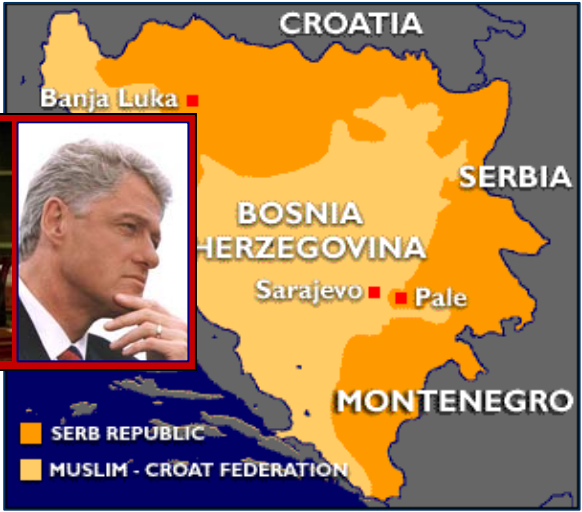 CROATIA
Banja Luka
SERBIA
BOSNIA
HERZEGOVINA
Sarajevo
Pale
MONTENEGRO
SERB REPUBLIC
MUSLIM - CROAT FEDERATION